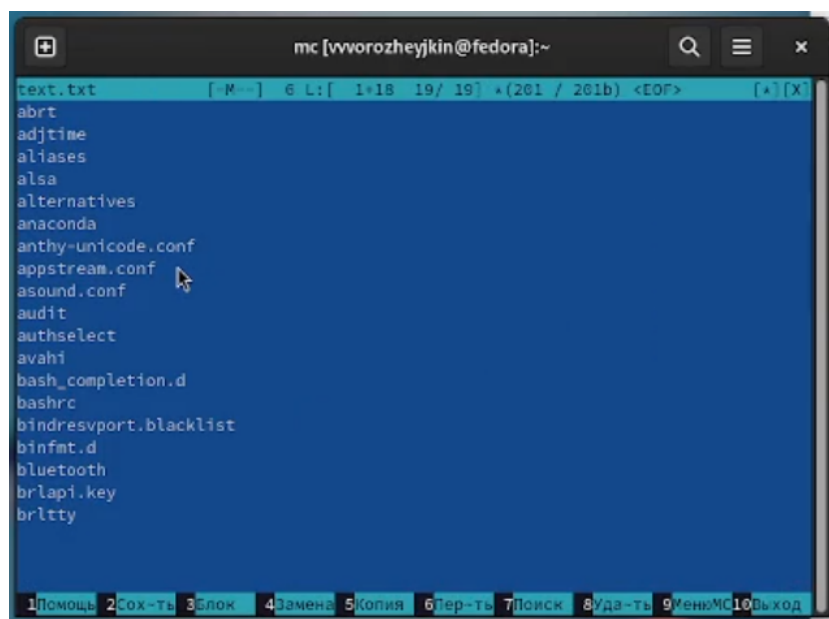 mc [vvvorozheyjkin@fedora]:~
text.txt [-M--] 6 L:[ 1+18 19/ 19] *(201 / 201b) <EOF> [*][X]
abrt
adjtime
aliases
alsa
alternatives
anaconda
anthy-unicode.conf
appstream.conf
asound.conf
audit
authselect
avahi
bash_completion.d
bashrc
bindresvport.blacklist
binfmt.d
bluetooth
brlapi.key
brltty
1Помощь 2Сох~ть 3Блок 4Замена 5Копия 6Пер~ть 7Поиск 8Уда~ть 9МенюMC 10Выход